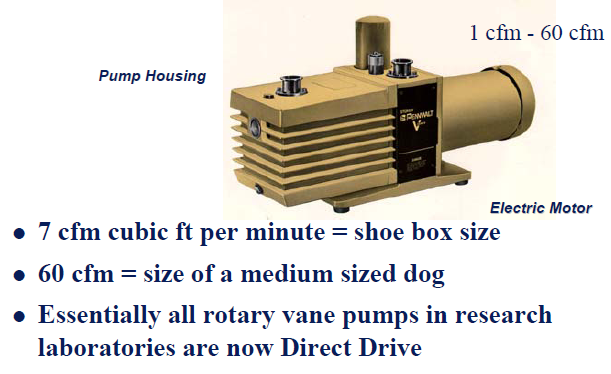 1 cfm - 60 cfm
Pump Housing
PENNWALT
Electric Motor
7 cfm cubic ft per minute = shoe box size
60 cfm = size of a medium sized dog
Essentially all rotary vane pumps in research
laboratories are now Direct Drive